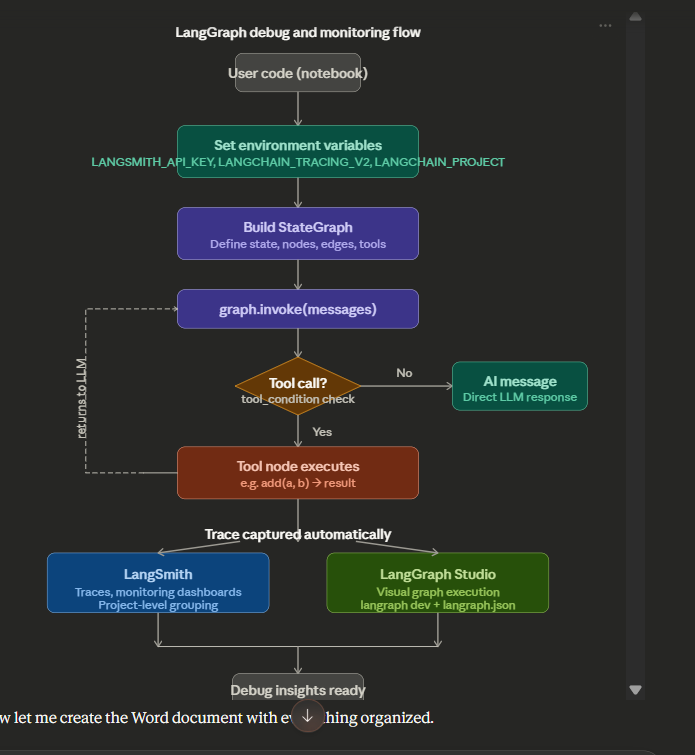 LangGraph debug and monitoring flow
User code (notebook)
Set environment variables
LANGSMITH_API_KEY, LANGCHAIN_TRACING_V2, LANGCHAIN_PROJECT
Build StateGraph
Define state, nodes, edges, tools
graph.invoke(messages)
Tool call?
tool_condition check
No
AI message
Direct LLM response
returns to LLM
Yes
Tool node executes
e.g. add(a, b) → result
Trace captured automatically
LangSmith
Traces, monitoring dashboards
Project-level grouping
LangGraph Studio
Visual graph execution
langraph dev + langraph.json
Debug insights ready
let me create the Word document with organized.